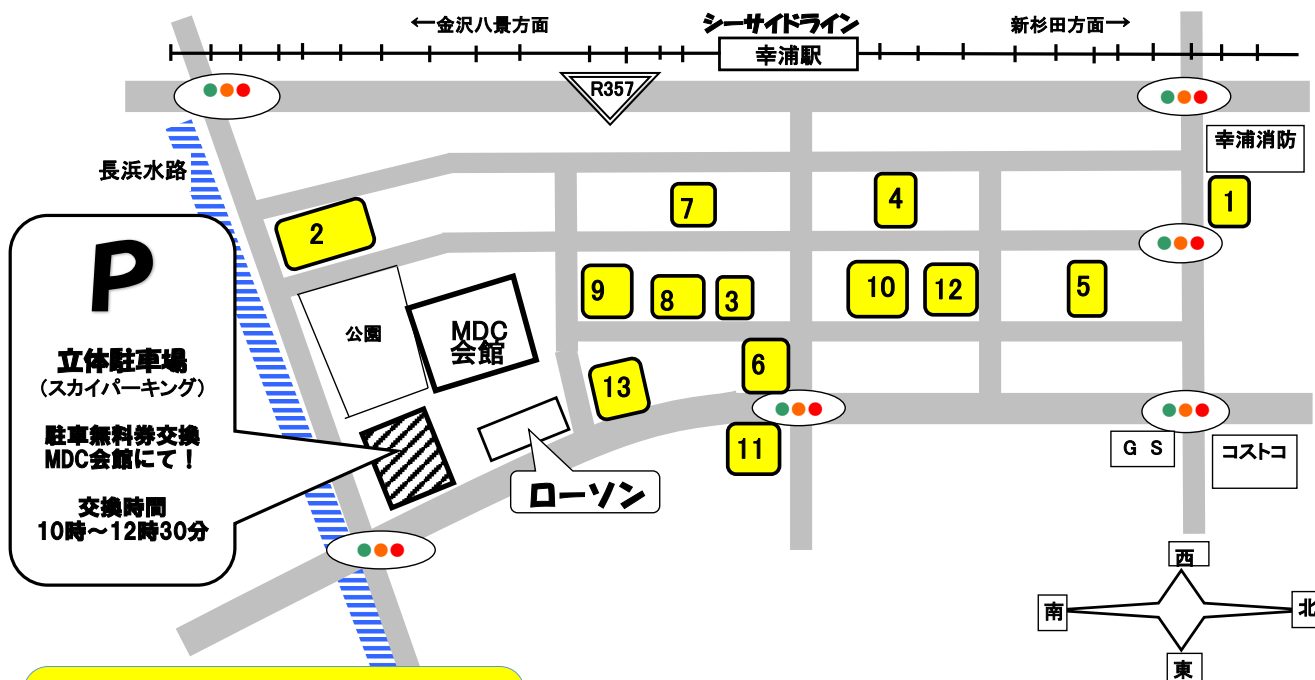 ←金沢八景方面
シーサイドライン
新杉田方面→
幸浦駅
R357
幸浦消防
長浜水路
1
2
7
4
P
立体駐車場
（スカイパーキング）
駐車無料券交換
MDC会館にて！
交換時間
10時～12時30分
公園
MDC
会館
9
8
3
10
12
5
13
6
11
ローソン
ＧＳ
コストコ
西
南
北
東